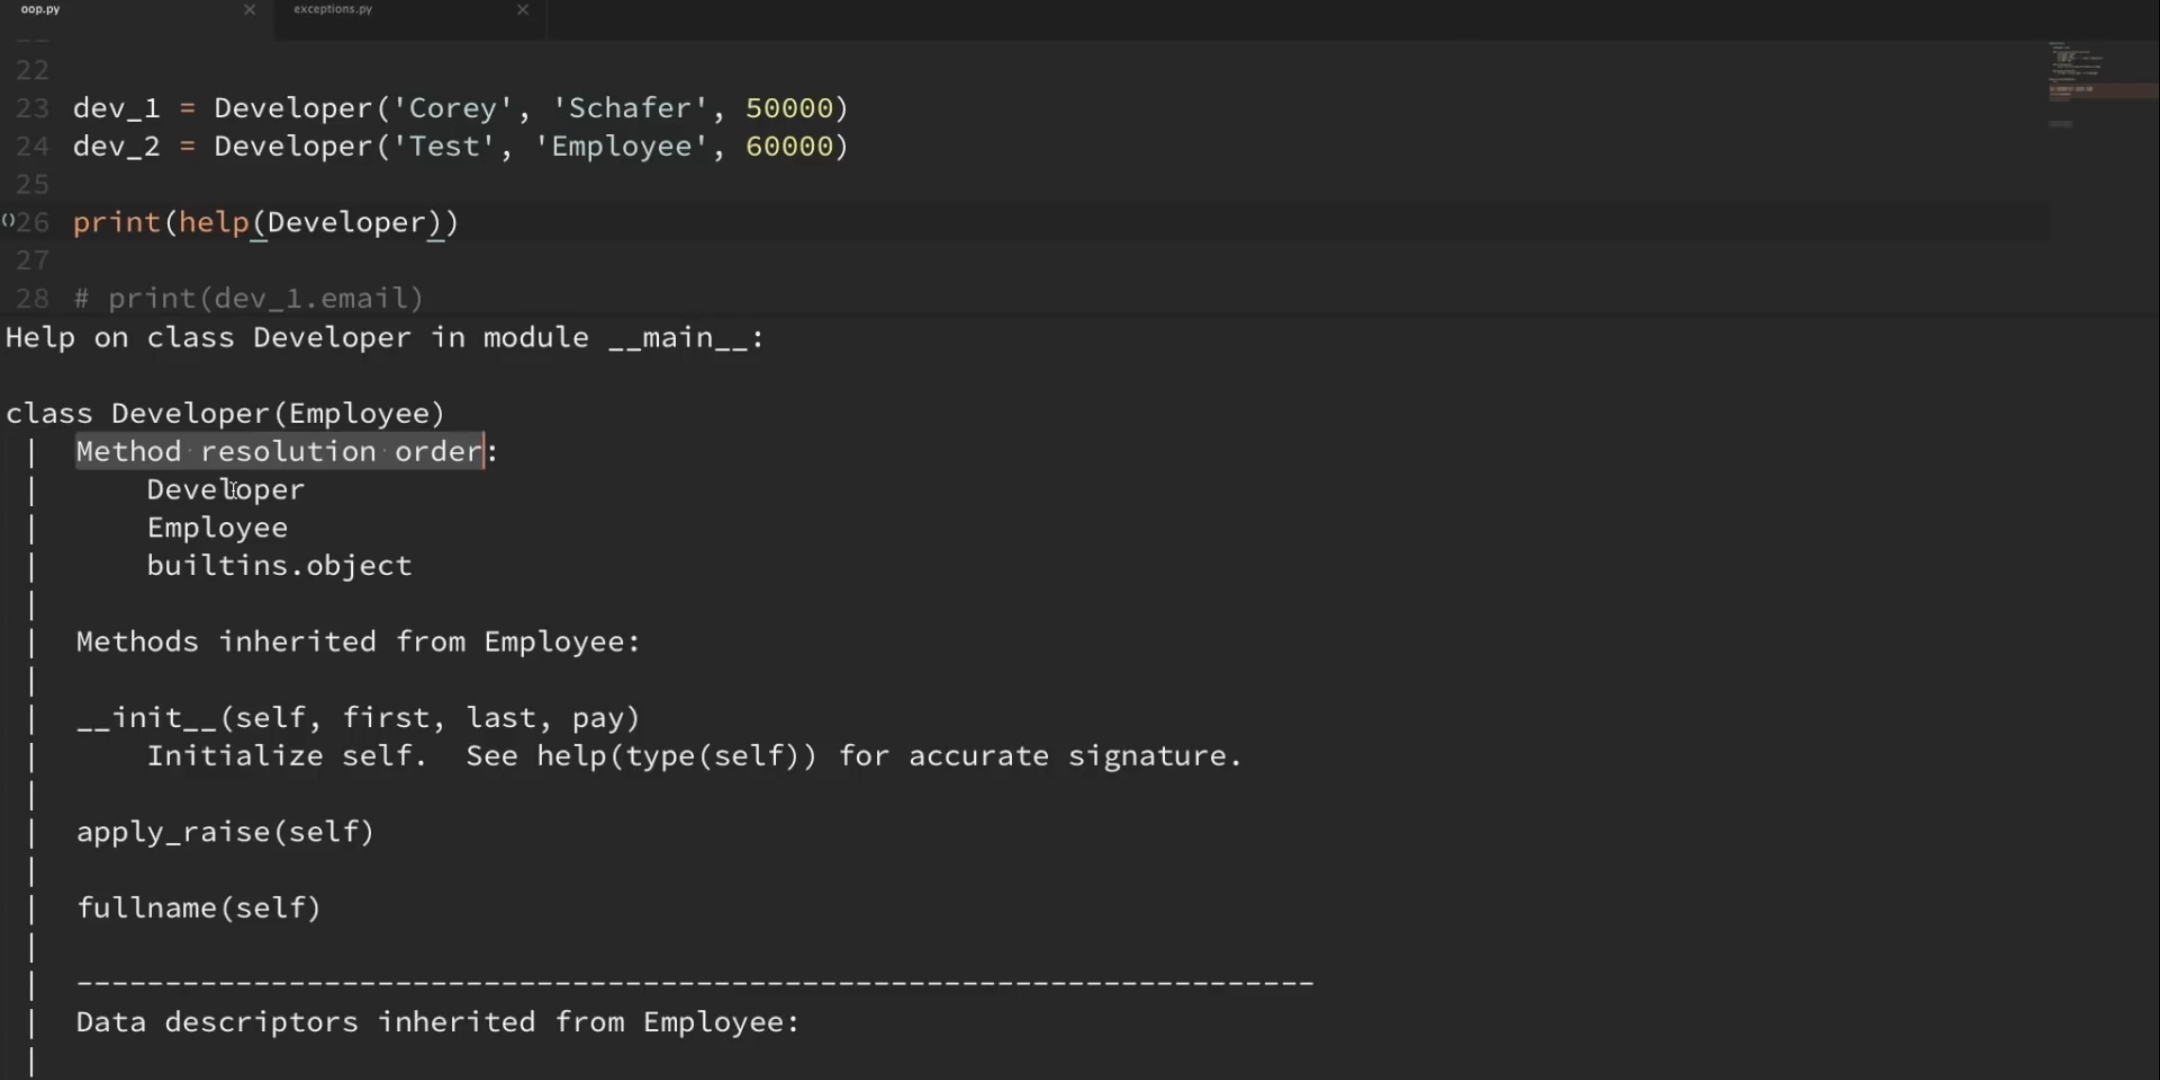 oop.py
exceptions.py
22
23 dev_1 = Developer('Corey', 'Schafer', 50000)
24 dev_2 = Developer('Test', 'Employee', 60000)
25
26 print(help(Developer))
27
28 # print(dev_1.email)
Help on class Developer in module __main__:
class Developer(Employee)
| Method resolution order:
| Developer
| Employee
| builtins.object
|
| Methods inherited from Employee:
|
| __init__(self, first, last, pay)
| Initialize self. See help(type(self)) for accurate signature.
|
| apply_raise(self)
|
| fullname(self)
|
| ----------------------------------------------------------------------
| Data descriptors inherited from Employee:
|